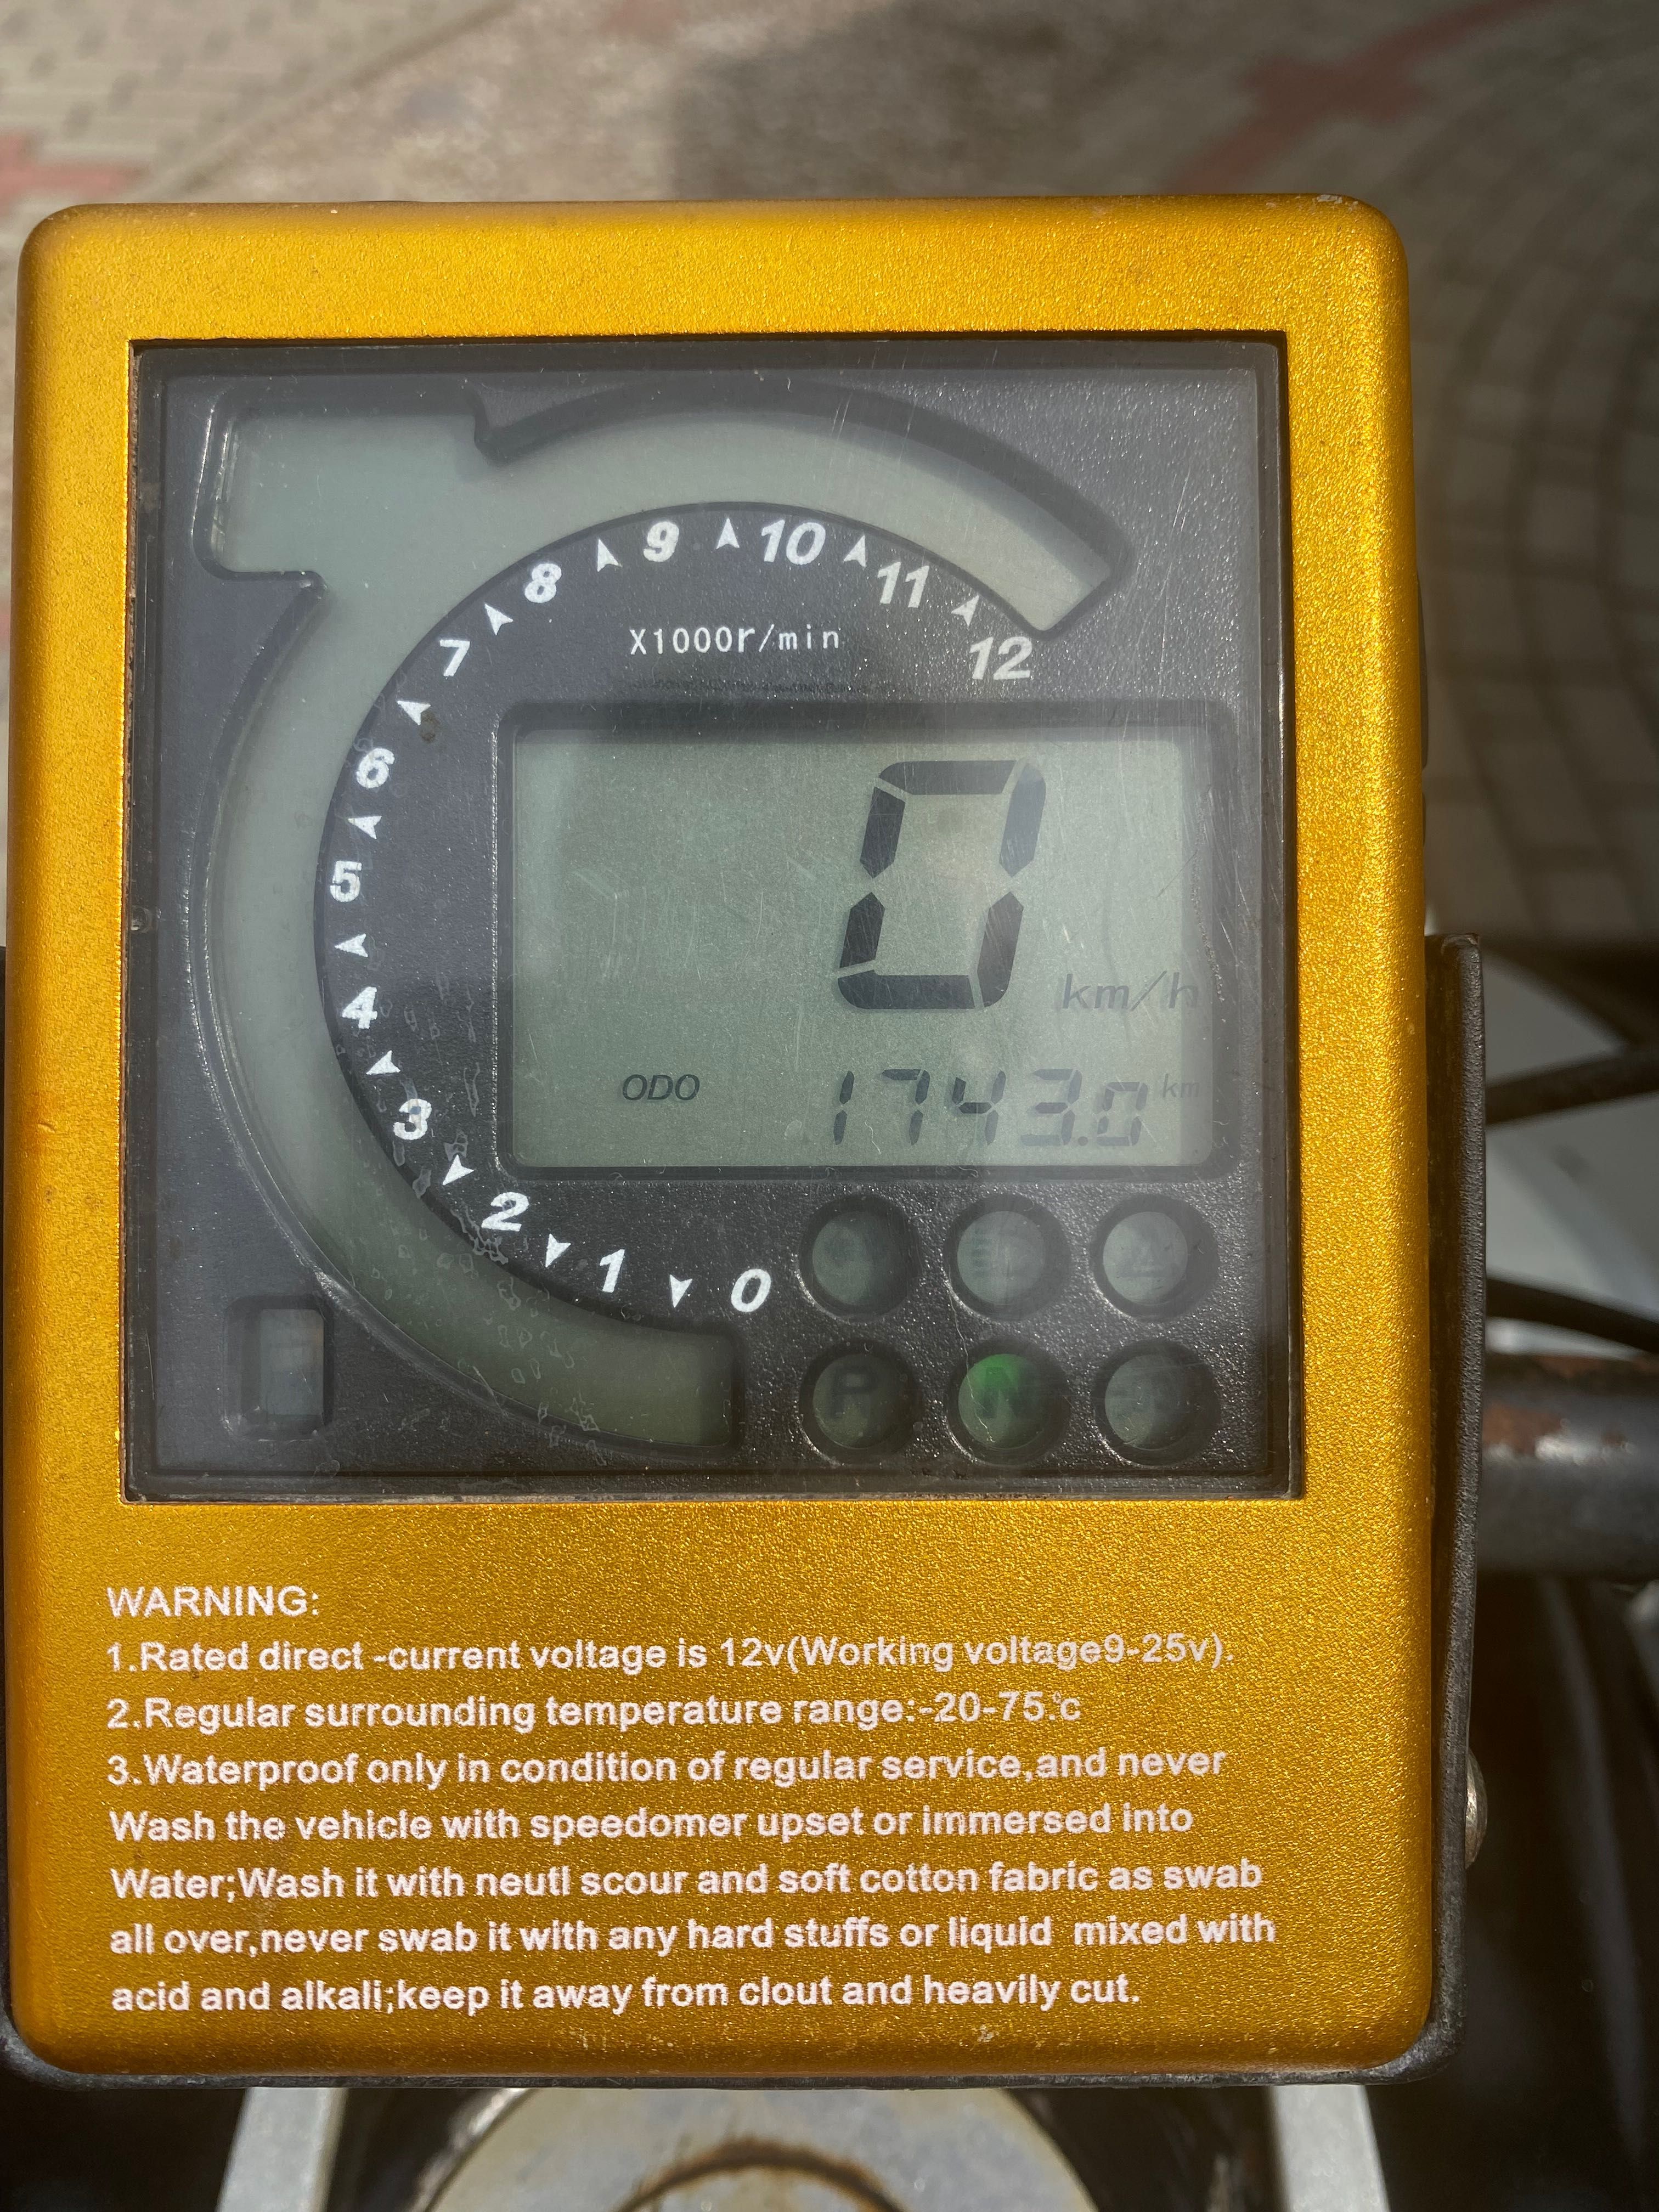 12
11
10
9
8
7
6
5
4
3
2
1
0
X1000r/min
0
km/h
ODO 1743.0 km
P N
WARNING:
1.Rated direct -current voltage is 12v(Working voltage9-25v).
2.Regular surrounding temperature range:-20-75℃
3.Waterproof only in condition of regular service,and never
Wash the vehicle with speedomer upset or immersed into
Water;Wash it with neutl scour and soft cotton fabric as swab
all over,never swab it with any hard stuffs or liquid mixed with
acid and alkali;keep it away from clout and heavily cut.